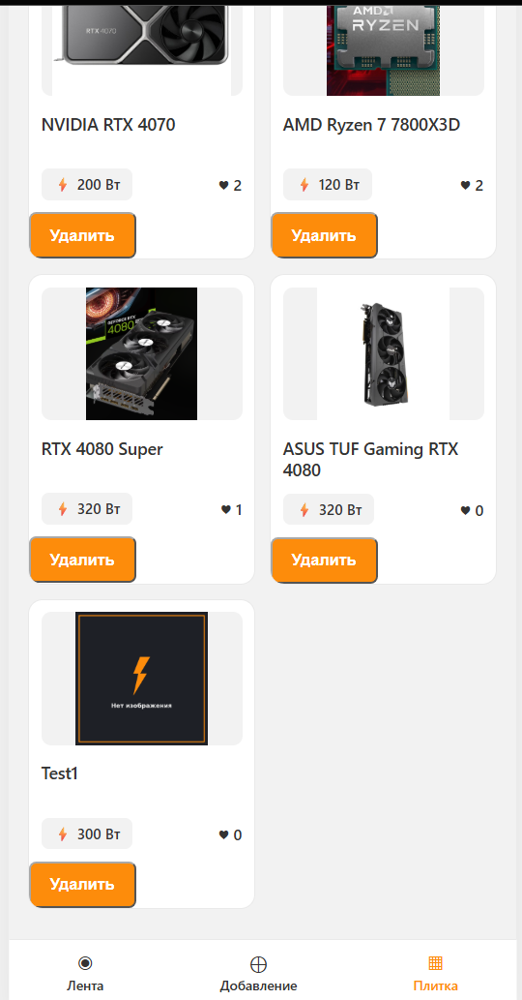 RTX 4070
AMD
RYZEN
NVIDIA RTX 4070
AMD Ryzen 7 7800X3D
200 Вт
2
120 Вт
2
Удалить
Удалить
GEFORCE RTX
4080
RTX 4080 Super
ASUS TUF Gaming RTX
4080
320 Вт
1
320 Вт
0
Удалить
Удалить
Нет изображения
Test1
300 Вт
0
Удалить
Лента
Добавление
Плитка